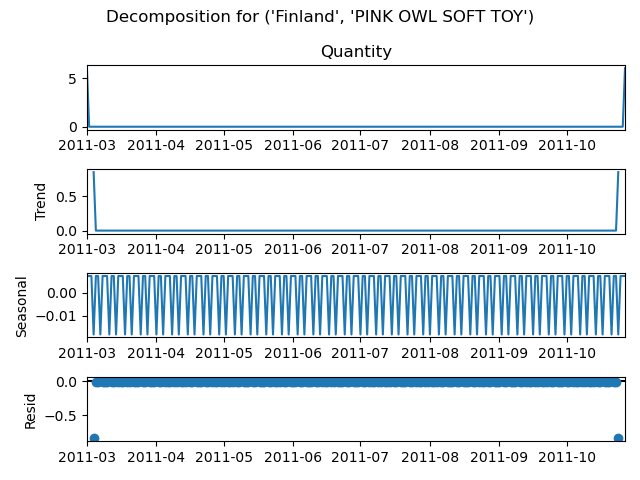 Decomposition for ('Finland', 'PINK OWL SOFT TOY')
Quantity
5
0
2011-03 2011-04 2011-05 2011-06 2011-07 2011-08 2011-09 2011-10
Trend
0.5
0.0
2011-03 2011-04 2011-05 2011-06 2011-07 2011-08 2011-09 2011-10
Seasonal
0.00
−0.01
2011-03 2011-04 2011-05 2011-06 2011-07 2011-08 2011-09 2011-10
Resid
0.0
−0.5
2011-03 2011-04 2011-05 2011-06 2011-07 2011-08 2011-09 2011-10